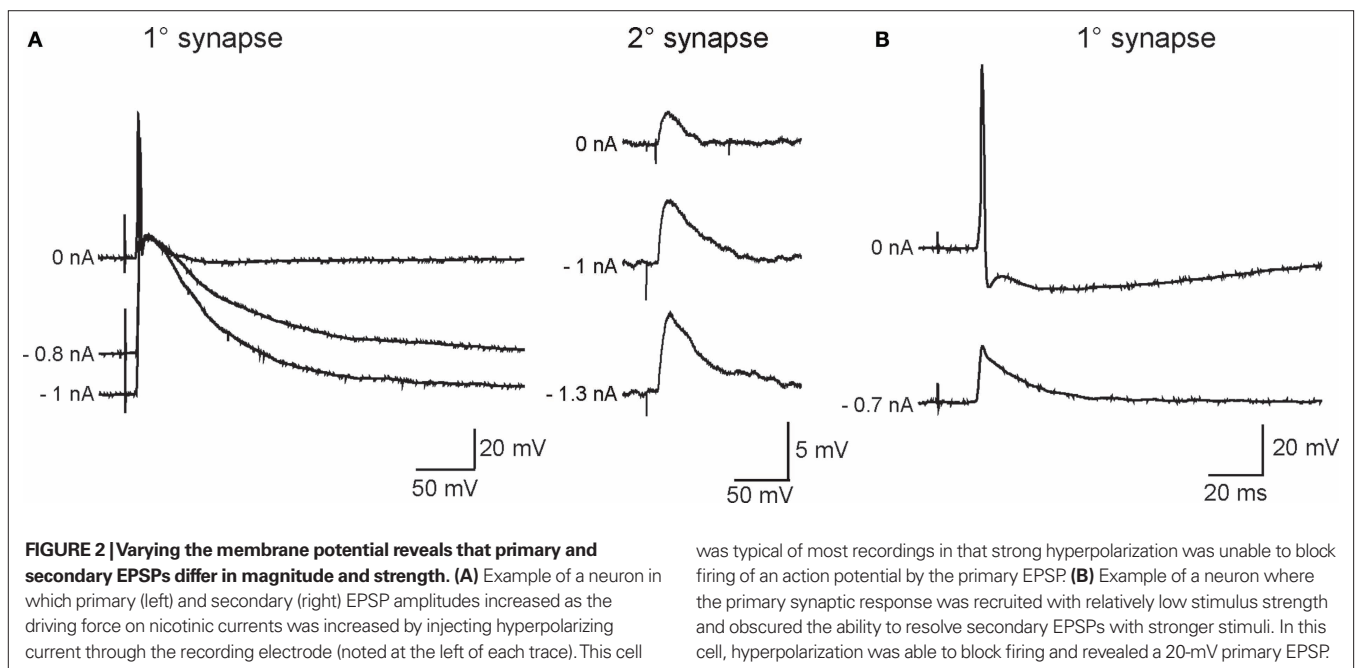 A
1° synapse
2° synapse
B
1° synapse
0 nA
- 0.8 nA
- 1 nA
20 mV
50 mV
0 nA
- 1 nA
- 1.3 nA
5 mV
50 mV
0 nA
- 0.7 nA
20 mV
20 ms
FIGURE 2 | Varying the membrane potential reveals that primary and
secondary EPSPs differ in magnitude and strength. (A) Example of a neuron in
which primary (left) and secondary (right) EPSP amplitudes increased as the
driving force on nicotinic currents was increased by injecting hyperpolarizing
current through the recording electrode (noted at the left of each trace). This cell
was typical of most recordings in that strong hyperpolarization was unable to block
firing of an action potential by the primary EPSP. (B) Example of a neuron where
the primary synaptic response was recruited with relatively low stimulus strength
and obscured the ability to resolve secondary EPSPs with stronger stimuli. In this
cell, hyperpolarization was able to block firing and revealed a 20-mV primary EPSP.